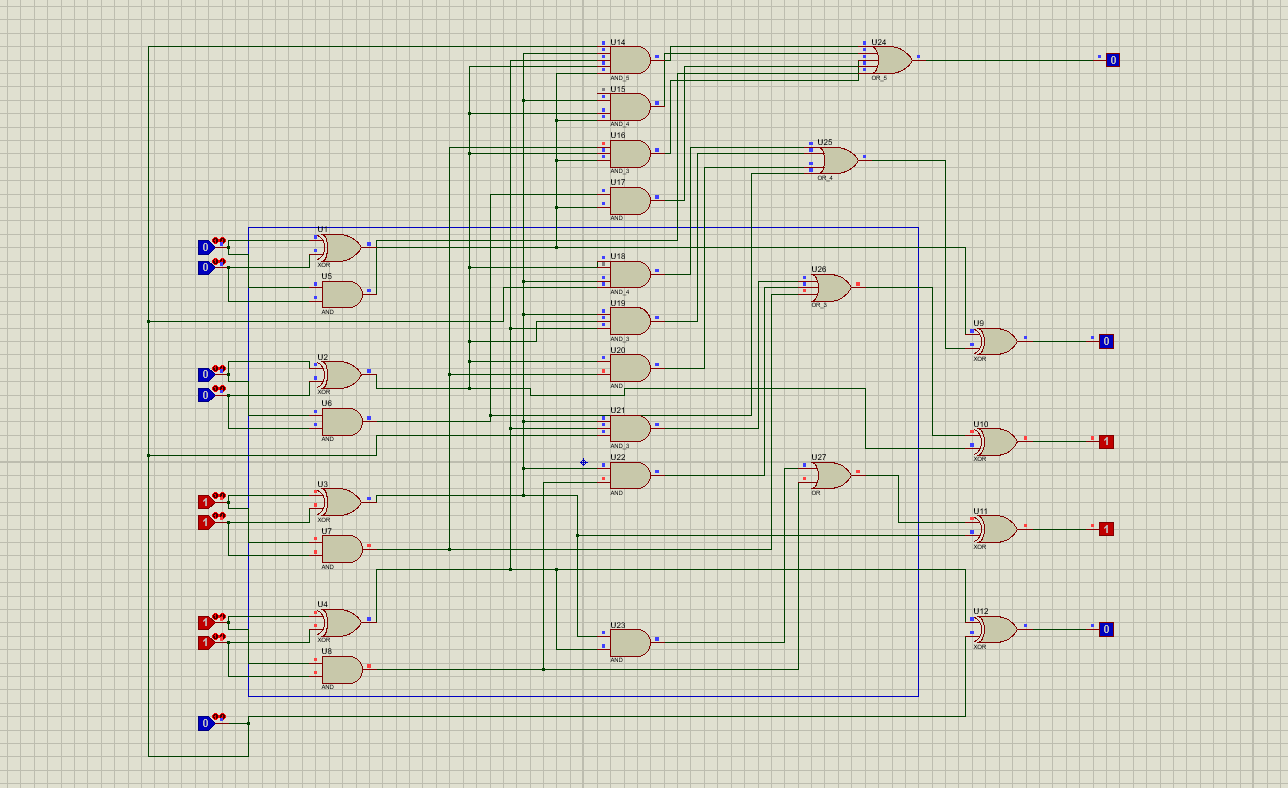 U14
AND_5
U24
OR_5
0
U15
AND_4
U16
AND_3
U25
OR_4
U17
AND
U1
XOR
0
0
U5
AND
U18
AND_4
U26
OR_3
U19
AND_3
U9
XOR
0
U20
AND
U2
XOR
0
0
U6
AND
U21
AND_3
U10
XOR
1
U22
AND
U27
OR
U3
XOR
1
1
U7
AND
U11
XOR
1
U4
XOR
1
1
U8
AND
U23
AND
U12
XOR
0
0